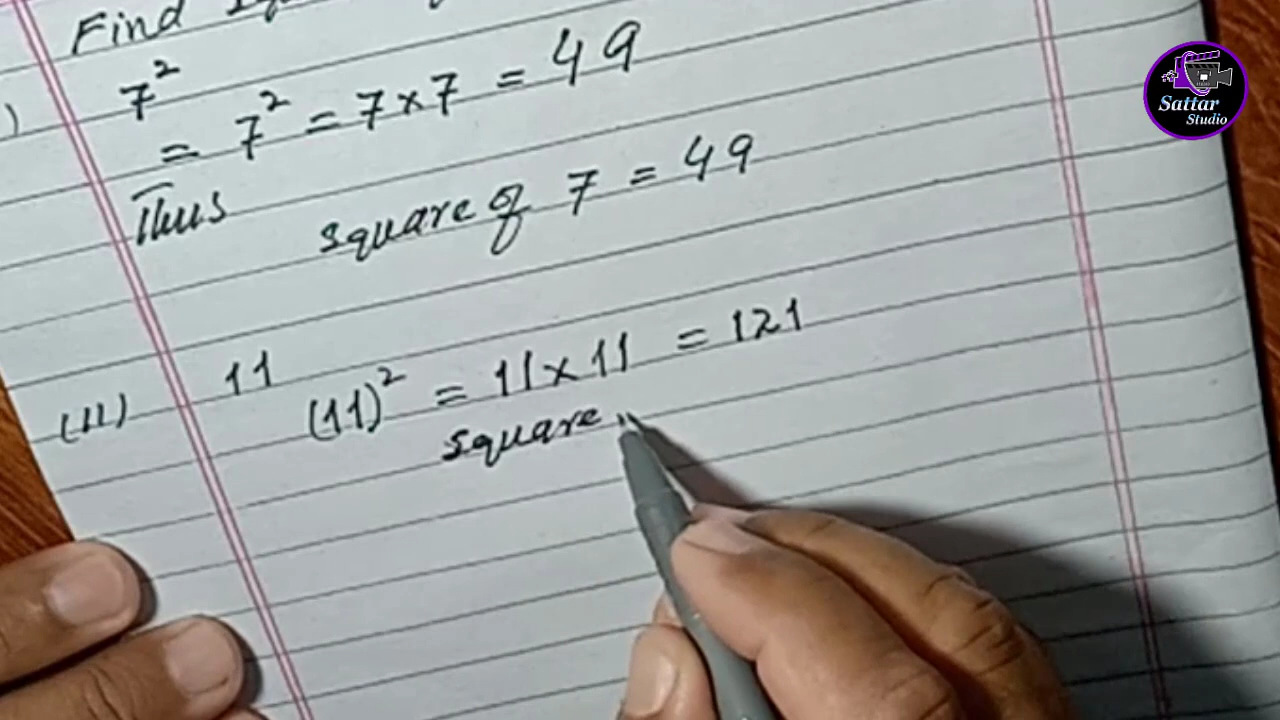 Find
) 7²
= 7² = 7×7 = 49
Thus square of 7 = 49
(11) 11
(11)² = 11×11 = 121
square
Sattar
Studio